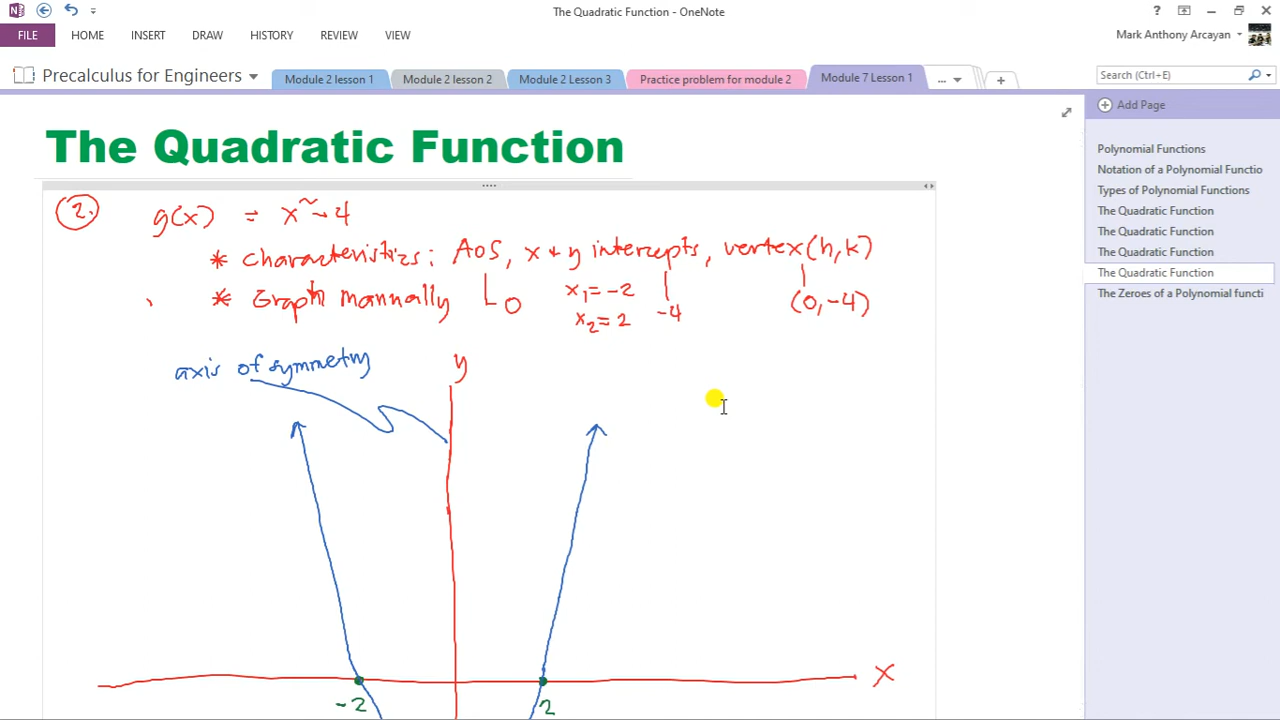 The Quadratic Function - OneNote
?
FILE HOME INSERT DRAW HISTORY REVIEW VIEW
Mark Anthony Arcayan
Precalculus for Engineers
Module 2 lesson 1 Module 2 lesson 2 Module 2 Lesson 3 Practice problem for module 2 Module 7 Lesson 1 ... +
Search (Ctrl+E)
Add Page
Polynomial Functions
Notation of a Polynomial Functio
Types of Polynomial Functions
The Quadratic Function
The Quadratic Function
The Quadratic Function
The Quadratic Function
The Zeroes of a Polynomial functi
The Quadratic Function
2. g(x) = x² - 4
* characteristics: AoS, x + y intercepts, vertex (h, k)
* Graph mannally 0 x₁ = -2 -4 (0, -4)
x₂ = 2
axis of symmetry
y
x
-2 2